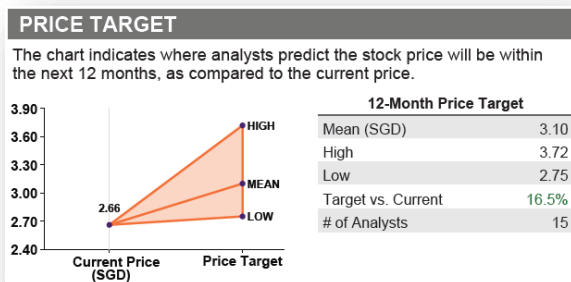 PRICE TARGET
The chart indicates where analysts predict the stock price will be within
the next 12 months, as compared to the current price.
3.90
3.60
3.30
3.00
2.70
2.40
2.66
HIGH
MEAN
LOW
Current Price
(SGD)
Price Target
12-Month Price Target
Mean (SGD) 3.10
High 3.72
Low 2.75
Target vs. Current 16.5%
# of Analysts 15